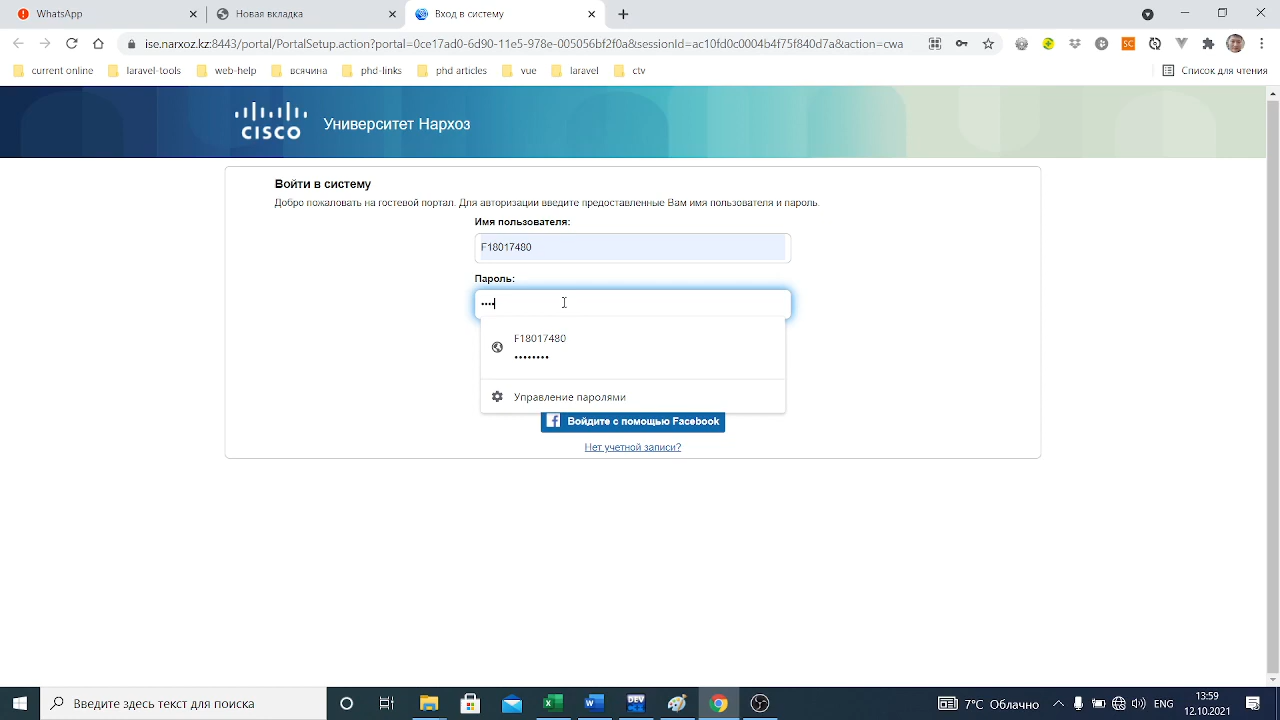 WhatsApp
Новая вкладка
Вход в систему
ise.narxoz.kz:8443/portal/PortalSetup.action?portal=0ce17ad0-6d90-11e5-978e-005056bf2f0a&sessionId=ac10fd0c0004b4f75f840d7a&action=cwa
current online
laravel-tools
web-help
всячина
phd-links
phd articles
vue
laravel
ctv
Список для чтения
CISCO
Университет Нархоз
Войти в систему
Добро пожаловать на гостевой портал. Для авторизации введите предоставленные Вам имя пользователя и пароль.
Имя пользователя:
F18017480
Пароль:
••••
F18017480
••••••••
Управление паролями
Войдите с помощью Facebook
Нет учетной записи?
Введите здесь текст для поиска
7°C Облачно
ENG
13:59
12.10.2021